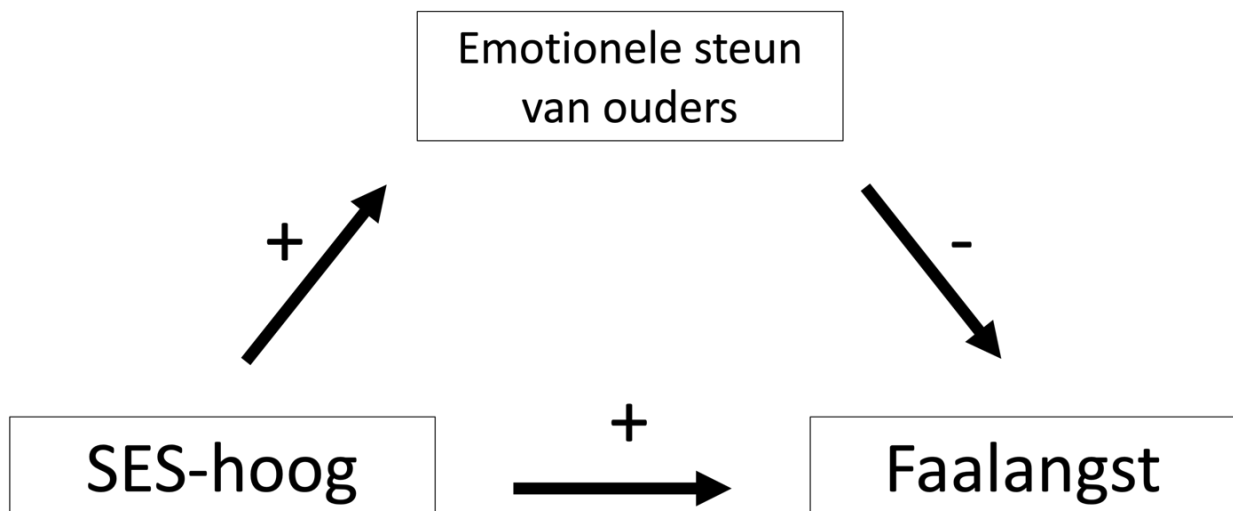 Emotionele steun
van ouders
+
-
+
SES-hoog
Faalangst